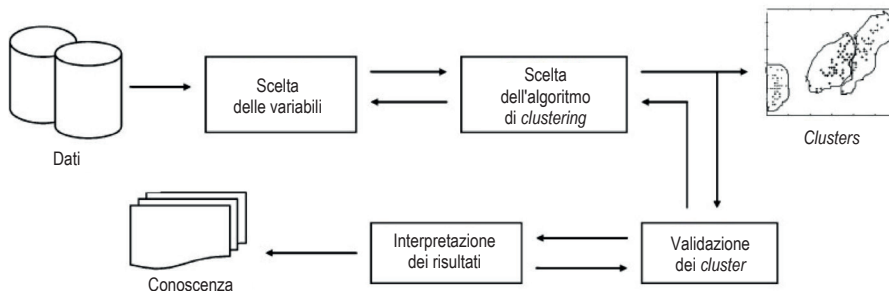 Dati
Scelta
delle variabili
Scelta
dell'algoritmo
di clustering
Clusters
Conoscenza
Interpretazione
dei risultati
Validazione
dei cluster